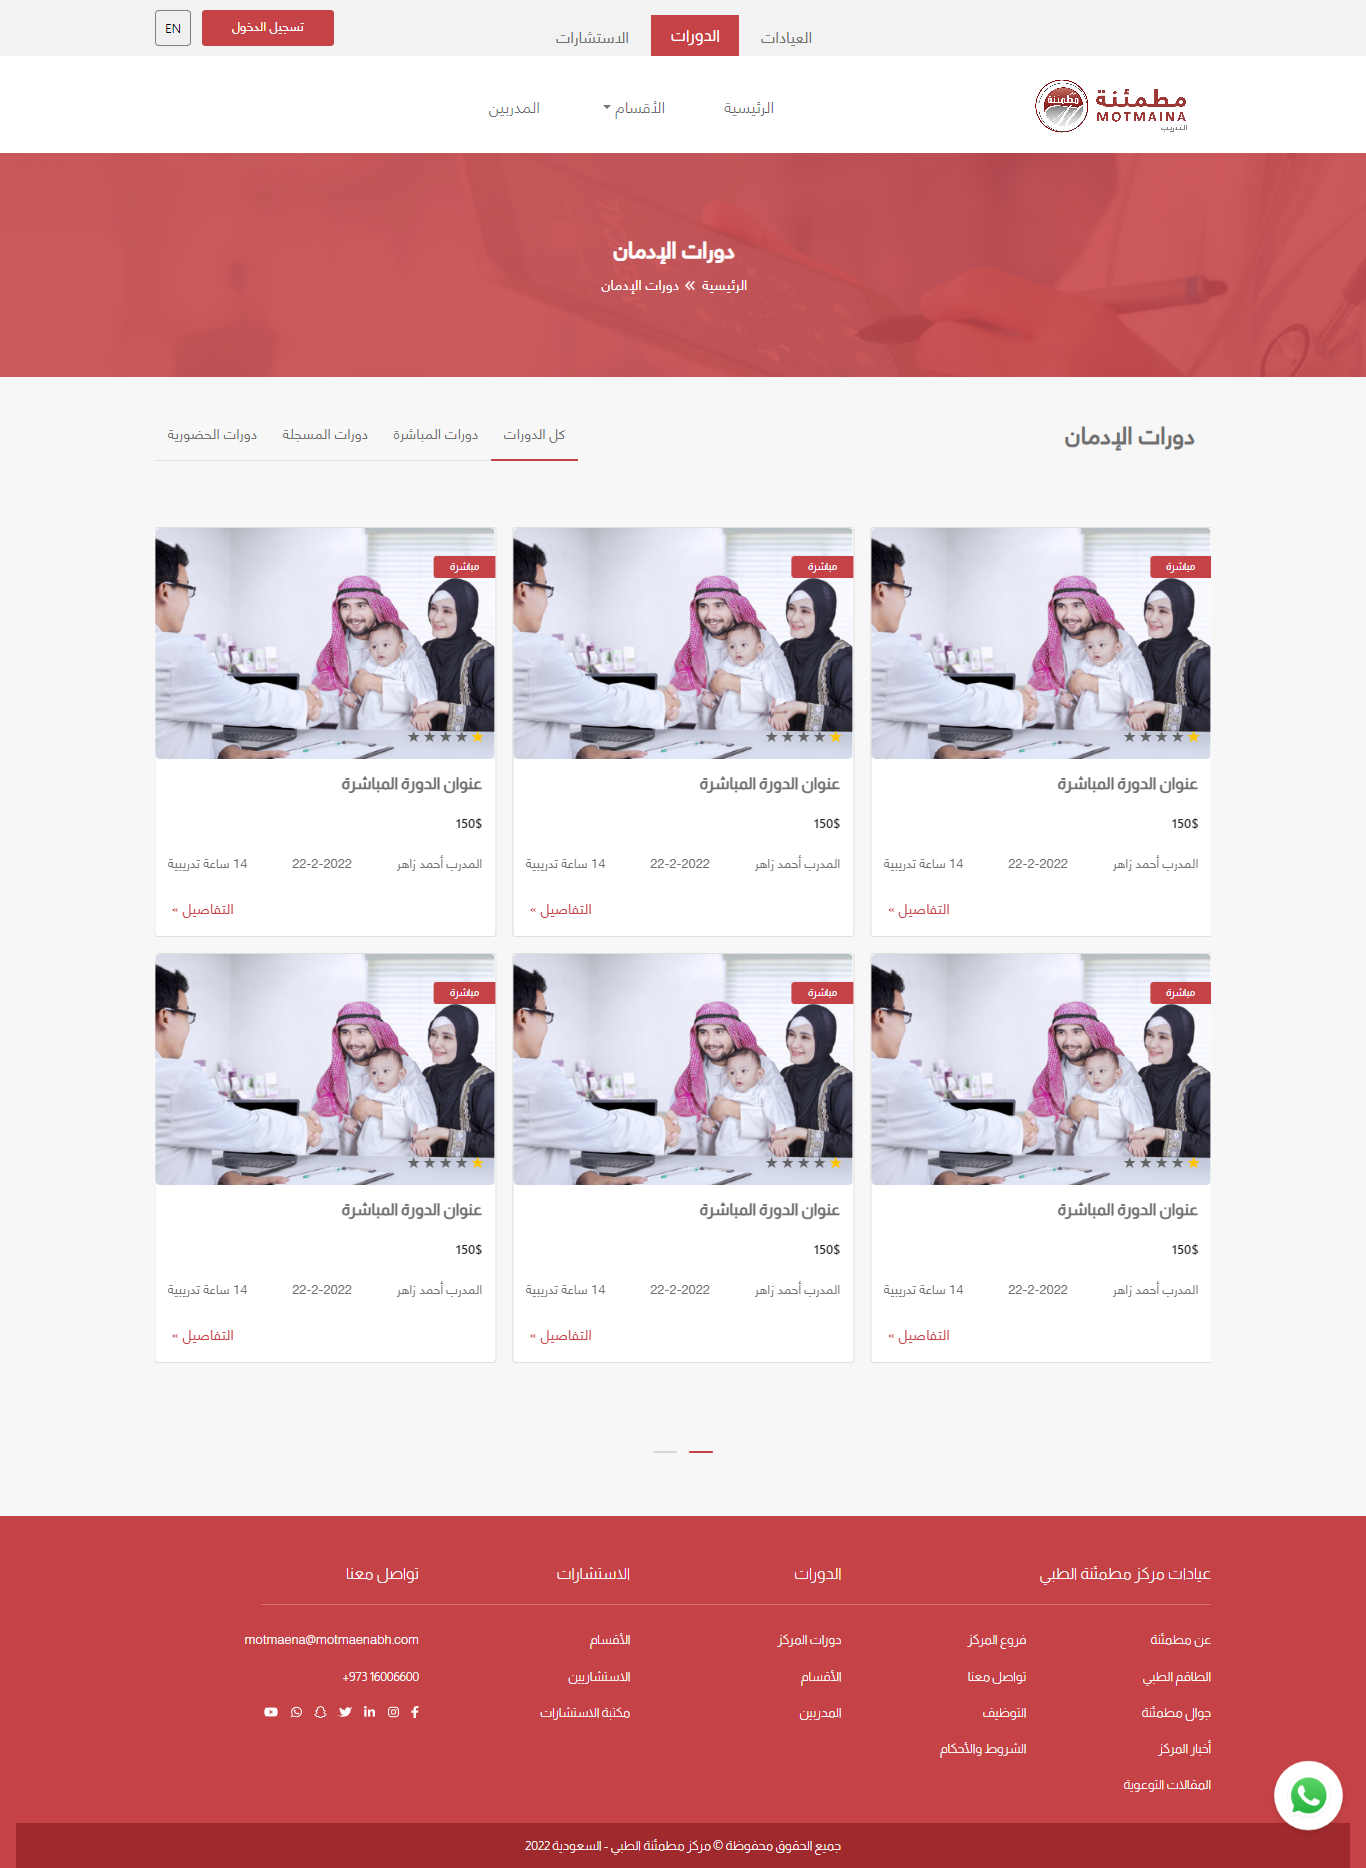 العيادات
الدورات
الاستشارات
تسجيل الدخول
EN
مطمئنة
MOTMAINA
التدريب
الرئيسية
الأقسام
المدربين
دورات الإدمان
الرئيسية » دورات الإدمان
دورات الإدمان
كل الدورات
دورات المباشرة
دورات المسجلة
دورات الحضورية
مباشرة
عنوان الدورة المباشرة
150$
المدرب أحمد زاهر
22-2-2022
14 ساعة تدريبية
التفاصيل »
مباشرة
عنوان الدورة المباشرة
150$
المدرب أحمد زاهر
22-2-2022
14 ساعة تدريبية
التفاصيل »
مباشرة
عنوان الدورة المباشرة
150$
المدرب أحمد زاهر
22-2-2022
14 ساعة تدريبية
التفاصيل »
مباشرة
عنوان الدورة المباشرة
150$
المدرب أحمد زاهر
22-2-2022
14 ساعة تدريبية
التفاصيل »
مباشرة
عنوان الدورة المباشرة
150$
المدرب أحمد زاهر
22-2-2022
14 ساعة تدريبية
التفاصيل »
مباشرة
عنوان الدورة المباشرة
150$
المدرب أحمد زاهر
22-2-2022
14 ساعة تدريبية
التفاصيل »
عيادات مركز مطمئنة الطبي
عن مطمئنة
الطاقم الطبي
جوال مطمئنة
أخبار المركز
المقالات التوعوية
فروع المركز
تواصل معنا
التوظيف
الشروط والأحكام
الدورات
دورات المركز
الأقسام
المدربين
الاستشارات
الأقسام
الاستشاريين
مكتبة الاستشارات
تواصل معنا
motmaena@motmaenabh.com
+973 16006600
جميع الحقوق محفوظة © مركز مطمئنة الطبي - السعودية 2022